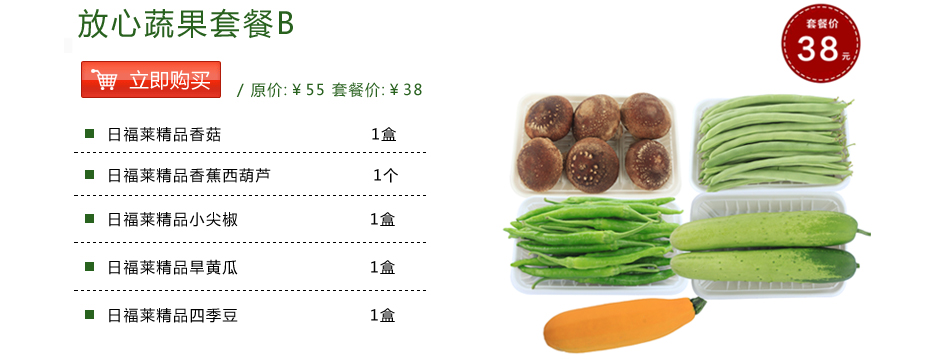 放心蔬果套餐B
立即购买
/ 原价:￥55 套餐价:￥38
日福莱精品香菇 1盒
日福莱精品香蕉西葫芦 1个
日福莱精品小尖椒 1盒
日福莱精品旱黄瓜 1盒
日福莱精品四季豆 1盒
套餐价
38元